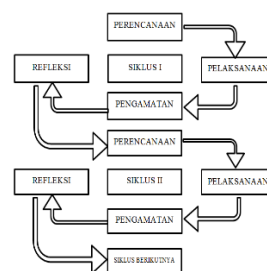 PERENCANAAN
REFLEKSI
SIKLUS I
PELAKSANAAN
PENGAMATAN
PERENCANAAN
REFLEKSI
SIKLUS II
PELAKSANAAN
PENGAMATAN
SIKLUS BERIKUTNYA